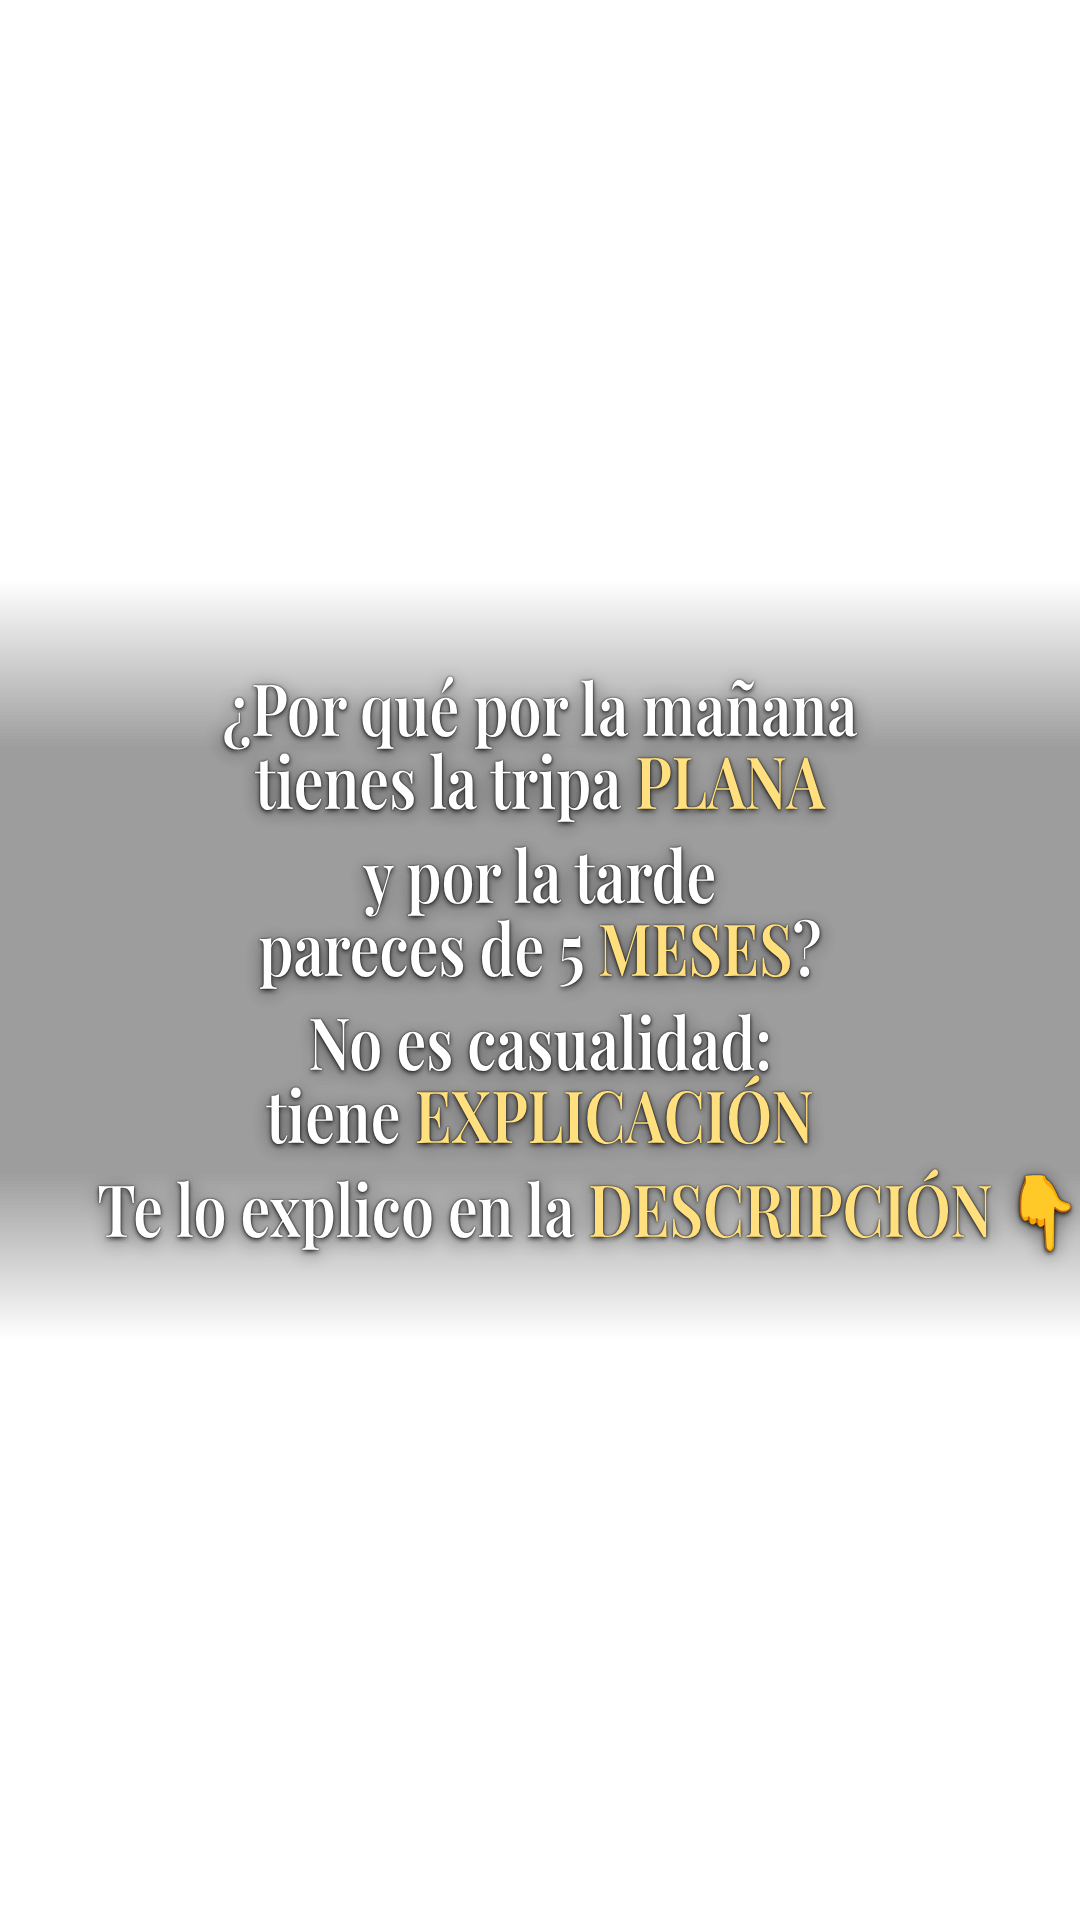 ¿Por qué por la mañana
tienes la tripa PLANA
y por la tarde
pareces de 5 MESES?
No es casualidad:
tiene EXPLICACIÓN
Te lo explico en la DESCRIPCIÓN 👇